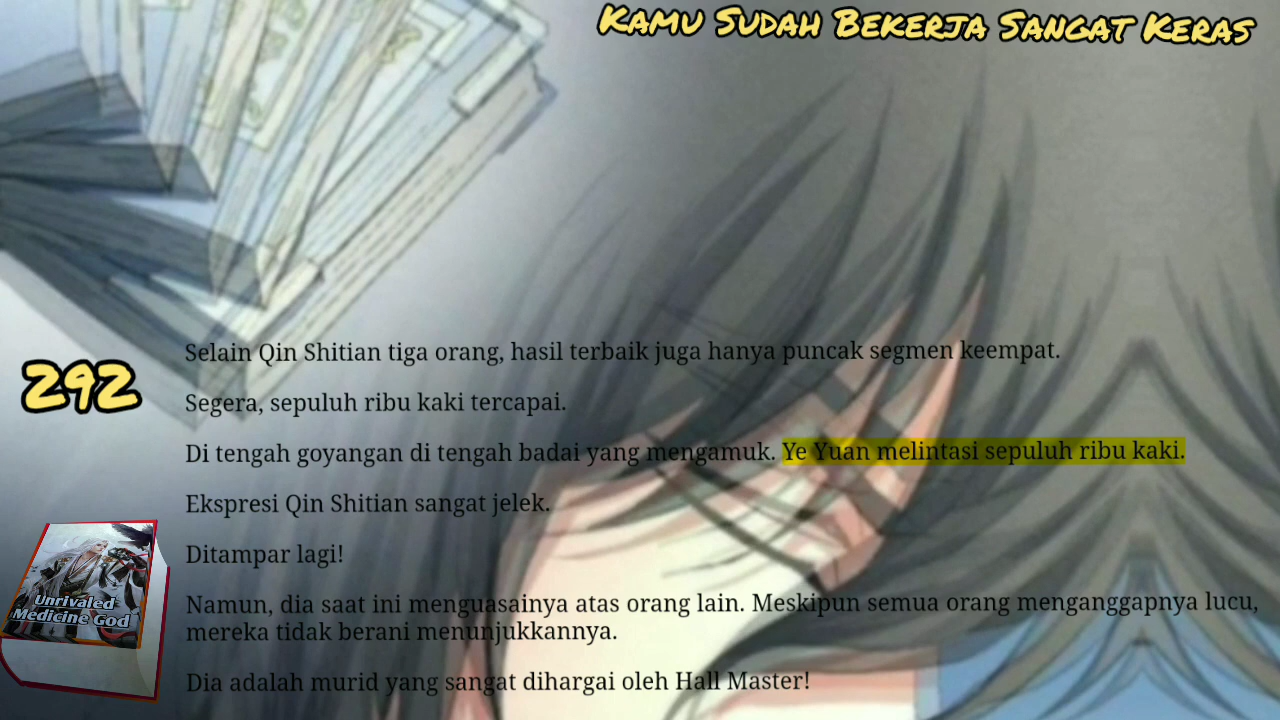 Kamu Sudah Bekerja Sangat Keras
Selain Qin Shitian tiga orang, hasil terbaik juga hanya puncak segmen keempat.
292
Segera, sepuluh ribu kaki tercapai.
Di tengah goyangan di tengah badai yang mengamuk. Ye Yuan melintasi sepuluh ribu kaki.
Ekspresi Qin Shitian sangat jelek.
Ditampar lagi!
Namun, dia saat ini menguasainya atas orang lain. Meskipun semua orang menganggapnya lucu,
mereka tidak berani menunjukkannya.
Dia adalah murid yang sangat dihargai oleh Hall Master!
Unrivaled
Medicine God